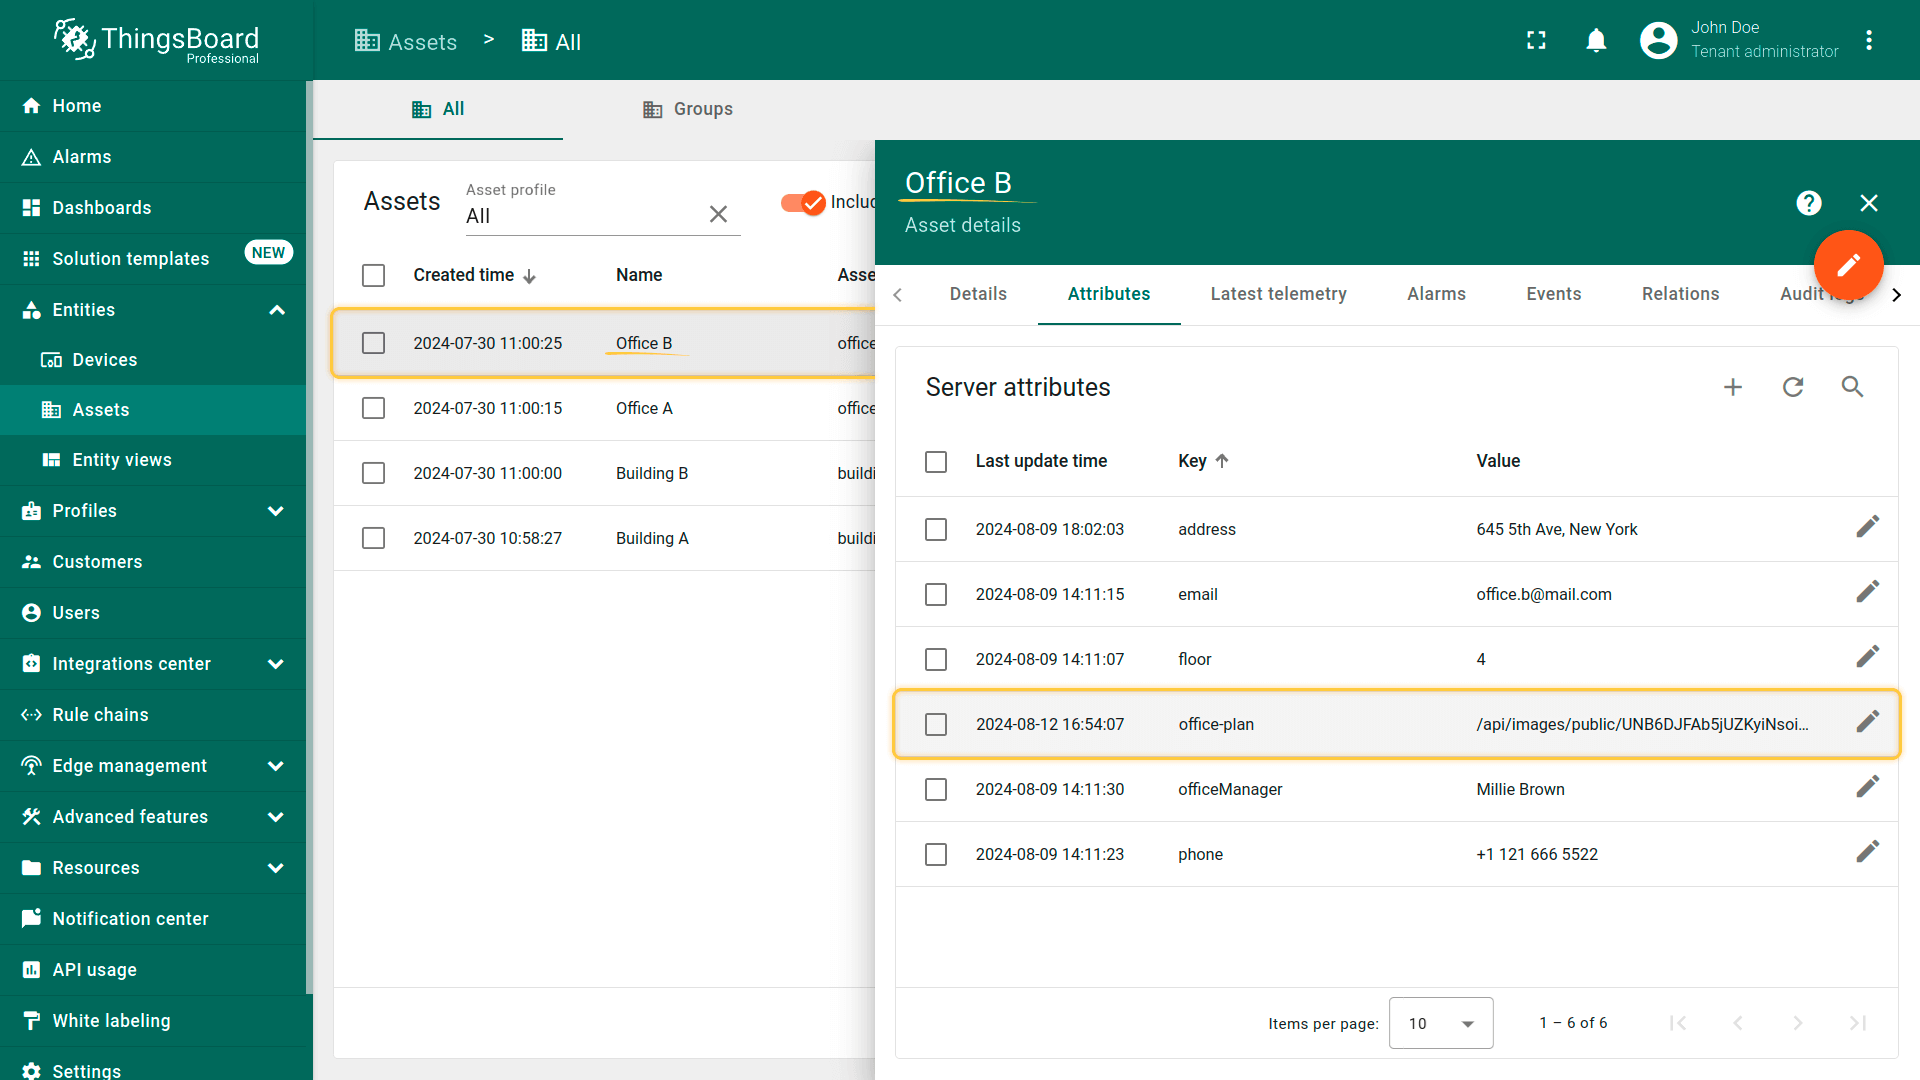 ThingsBoard
Professional
Assets > All
John Doe
Tenant administrator
Home
Alarms
Dashboards
Solution templates NEW
Entities
Devices
Assets
Entity views
Profiles
Customers
Users
Integrations center
Rule chains
Edge management
Advanced features
Resources
Notification center
API usage
White labeling
Settings
All Groups
Assets
Asset profile
All
Includ
Created time Name Asse
2024-07-30 11:00:25 Office B office
2024-07-30 11:00:15 Office A office
2024-07-30 11:00:00 Building B buildi
2024-07-30 10:58:27 Building A buildi
Office B
Asset details
Details Attributes Latest telemetry Alarms Events Relations Audit logs
Server attributes
Last update time Key Value
2024-08-09 18:02:03 address 645 5th Ave, New York
2024-08-09 14:11:15 email office.b@mail.com
2024-08-09 14:11:07 floor 4
2024-08-12 16:54:07 office-plan /api/images/public/UNB6DJFAb5jUZKyiNsoi...
2024-08-09 14:11:30 officeManager Millie Brown
2024-08-09 14:11:23 phone +1 121 666 5522
Items per page: 10 1 – 6 of 6